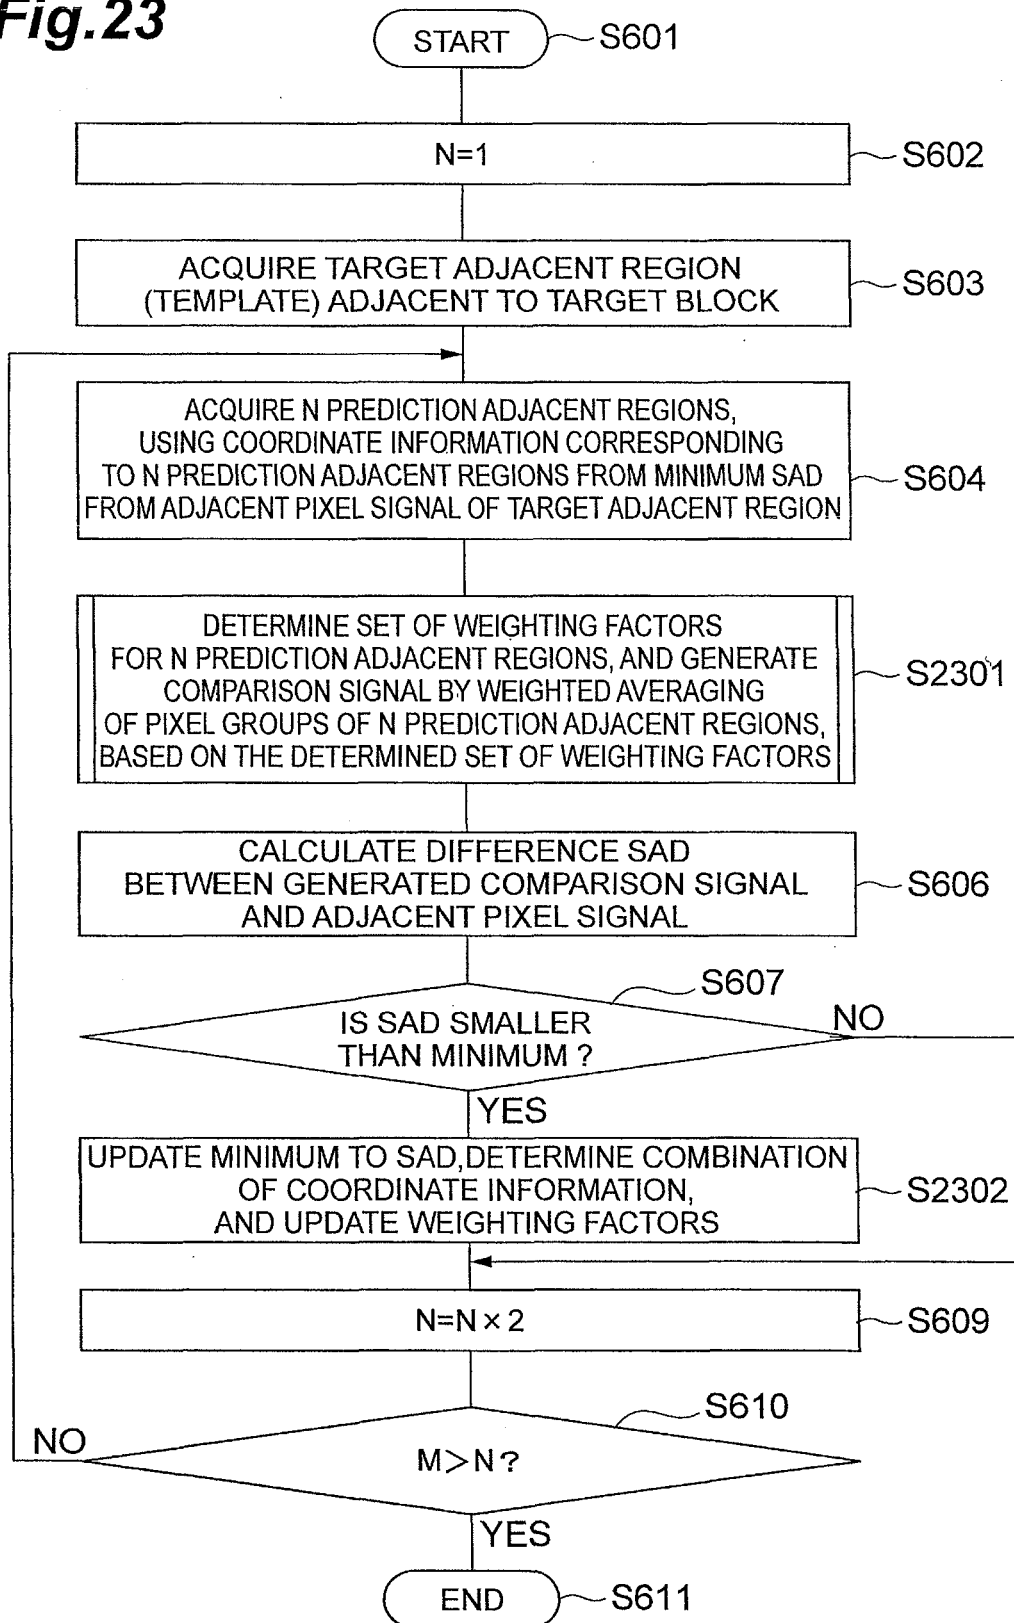 Fig.23
START
S601
N=1
S602
ACQUIRE TARGET ADJACENT REGION
(TEMPLATE) ADJACENT TO TARGET BLOCK
S603
ACQUIRE N PREDICTION ADJACENT REGIONS,
USING COORDINATE INFORMATION CORRESPONDING
TO N PREDICTION ADJACENT REGIONS FROM MINIMUM SAD
FROM ADJACENT PIXEL SIGNAL OF TARGET ADJACENT REGION
S604
DETERMINE SET OF WEIGHTING FACTORS
FOR N PREDICTION ADJACENT REGIONS, AND GENERATE
COMPARISON SIGNAL BY WEIGHTED AVERAGING
OF PIXEL GROUPS OF N PREDICTION ADJACENT REGIONS,
BASED ON THE DETERMINED SET OF WEIGHTING FACTORS
S2301
CALCULATE DIFFERENCE SAD
BETWEEN GENERATED COMPARISON SIGNAL
AND ADJACENT PIXEL SIGNAL
S606
S607
IS SAD SMALLER
THAN MINIMUM ?
NO
YES
UPDATE MINIMUM TO SAD,DETERMINE COMBINATION
OF COORDINATE INFORMATION,
AND UPDATE WEIGHTING FACTORS
S2302
N=N×2
S609
S610
NO
M>N?
YES
END
S611